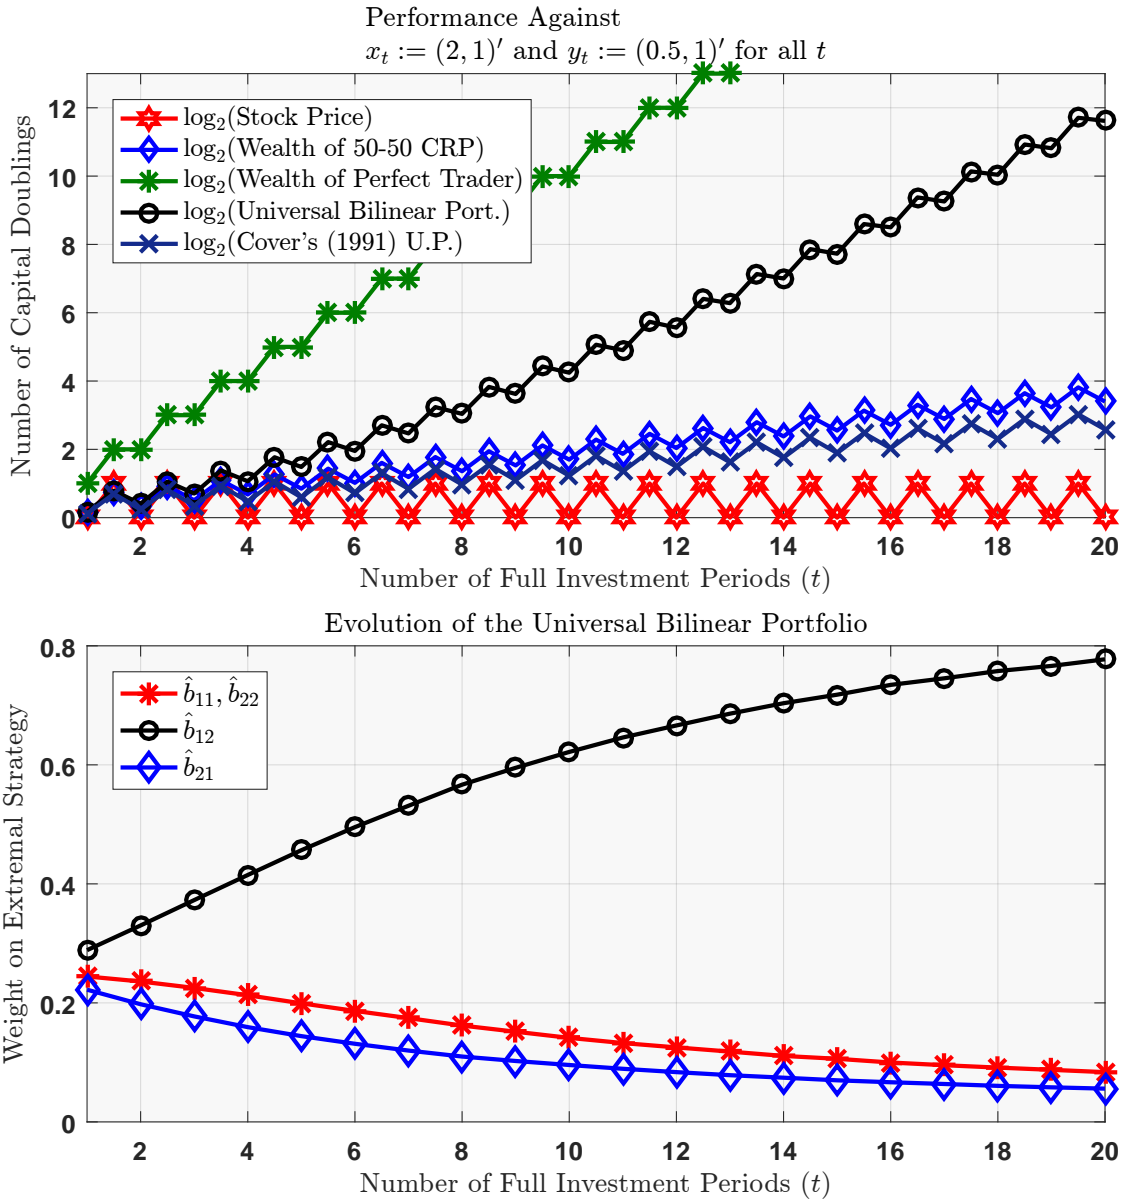 Performance Against
x_t := (2, 1)′ and y_t := (0.5, 1)′ for all t
Number of Capital Doublings
12
10
8
6
4
2
0
log₂(Stock Price)
log₂(Wealth of 50-50 CRP)
log₂(Wealth of Perfect Trader)
log₂(Universal Bilinear Port.)
log₂(Cover's (1991) U.P.)
2 4 6 8 10 12 14 16 18 20
Number of Full Investment Periods (t)
Evolution of the Universal Bilinear Portfolio
Weight on Extremal Strategy
0.8
0.6
0.4
0.2
0
b̂₁₁, b̂₂₂
b̂₁₂
b̂₂₁
2 4 6 8 10 12 14 16 18 20
Number of Full Investment Periods (t)